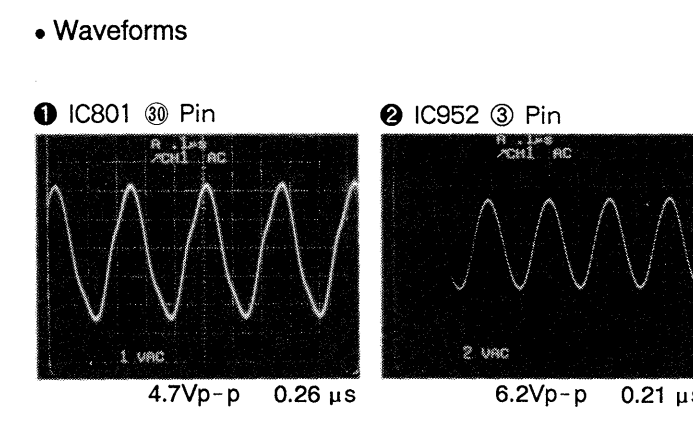 • Waveforms
❶ IC801 ㉚ Pin
❷ IC952 ③ Pin
A .1μs
↗CH1 AC
A .1μs
↗CH1 AC
1 VAC
2 VAC
4.7Vp-p 0.26 μs
6.2Vp-p 0.21 μs